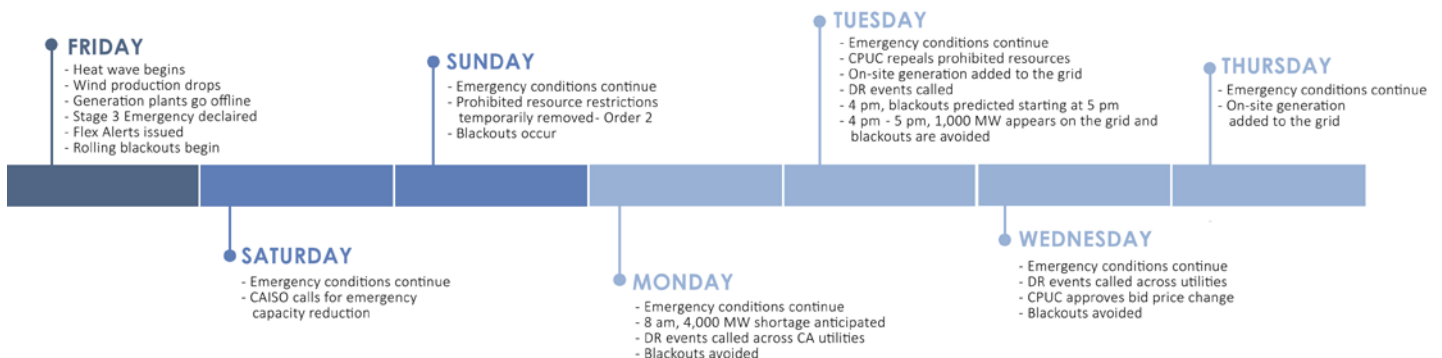 FRIDAY
- Heat wave begins
- Wind production drops
- Generation plants go offline
- Stage 3 Emergency declaired
- Flex Alerts issued
- Rolling blackouts begin
SATURDAY
- Emergency conditions continue
- CAISO calls for emergency
capacity reduction
SUNDAY
- Emergency conditions continue
- Prohibited resource restrictions
temporarily removed- Order 2
- Blackouts occur
MONDAY
- Emergency conditions continue
- 8 am, 4,000 MW shortage anticipated
- DR events called across CA utilities
- Blackouts avoided
TUESDAY
- Emergency conditions continue
- CPUC repeals prohibited resources
- On-site generation added to the grid
- DR events called
- 4 pm, blackouts predicted starting at 5 pm
- 4 pm - 5 pm, 1,000 MW appears on the grid and
blackouts are avoided
WEDNESDAY
- Emergency conditions continue
- DR events called across utilities
- CPUC approves bid price change
- Blackouts avoided
THURSDAY
- Emergency conditions continue
- On-site generation
added to the grid